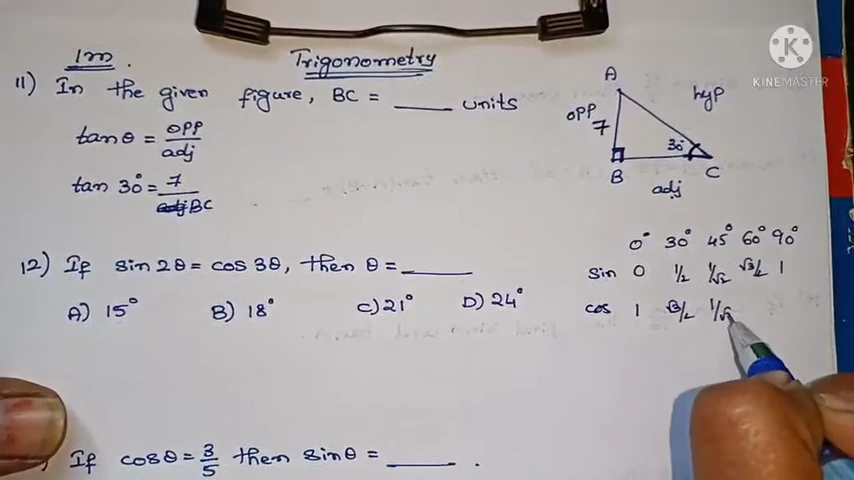 1m. Trigonometry
KINEMASTER
11) In the given figure, BC = ____ units
tanθ = opp/adj
tan 30° = 7/BC
A
hyp
opp
7
30°
B
C
adj
12) If sin 2θ = cos 3θ, then θ = ____
A) 15° B) 18° C) 21° D) 24°
0° 30° 45° 60° 90°
sin 0 1/2 1/√2 √3/2 1
cos 1 √3/2 1/√2
If cosθ = 3/5 then sinθ = ____.